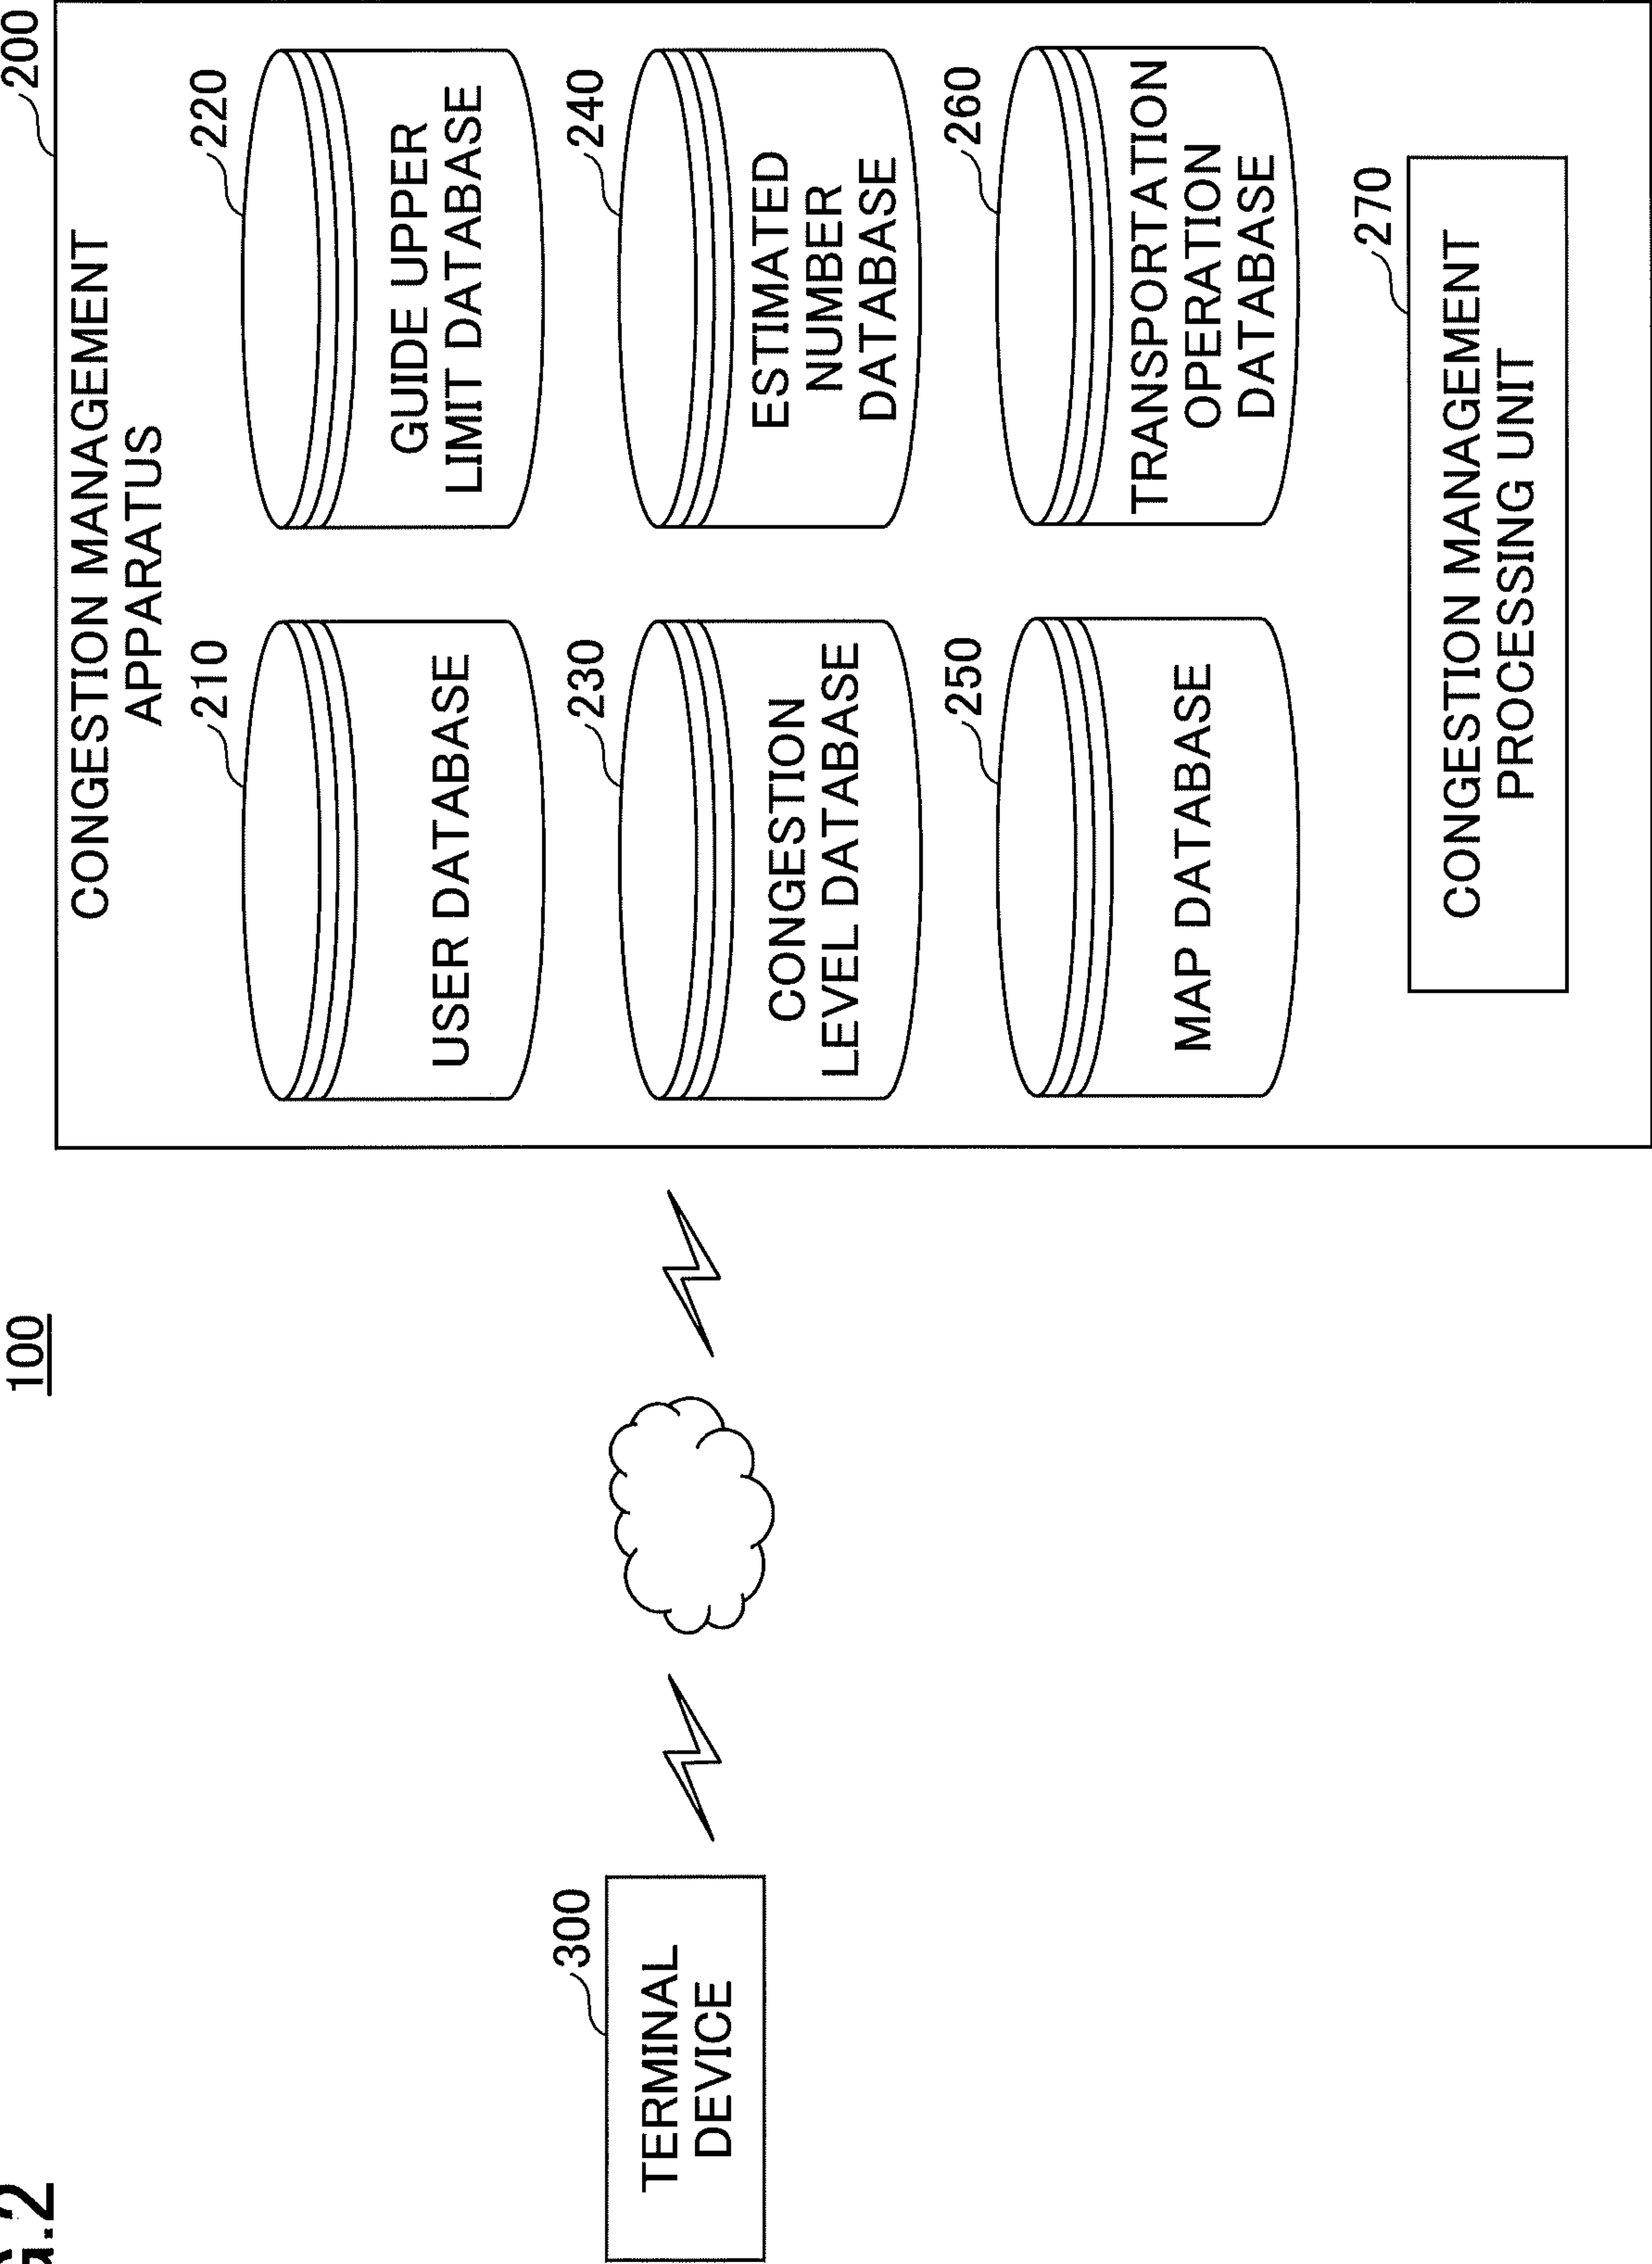 100
200
CONGESTION MANAGEMENT
APPARATUS
210
USER DATABASE
220
GUIDE UPPER
LIMIT DATABASE
230
CONGESTION
LEVEL DATABASE
240
ESTIMATED
NUMBER
DATABASE
250
MAP DATABASE
260
TRANSPORTATION
OPERATION
DATABASE
270
CONGESTION MANAGEMENT
PROCESSING UNIT
300
TERMINAL
DEVICE